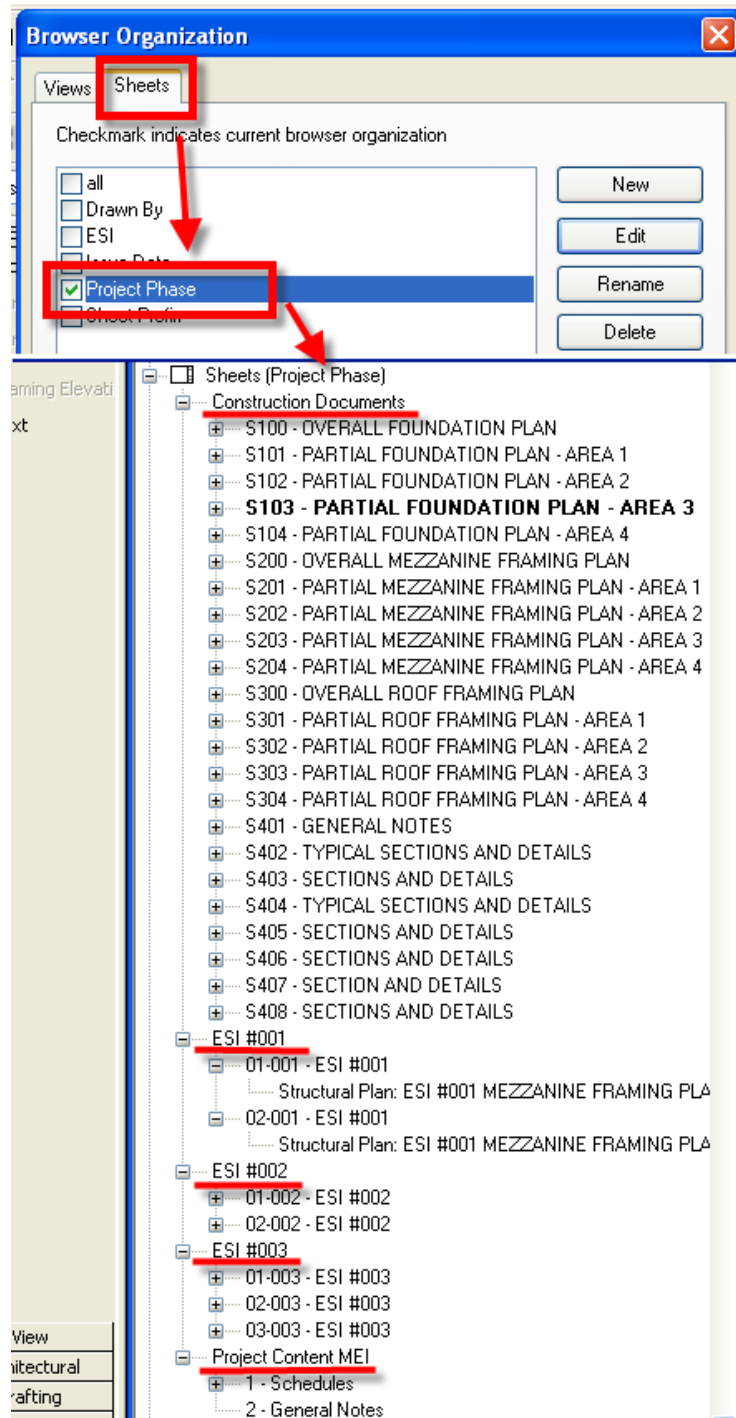 Browser Organization
Views Sheets
Checkmark indicates current browser organization
all
New
Drawn By
ESI
Edit
Project Phase
Rename
Delete
Sheets (Project Phase)
Construction Documents
S100 - OVERALL FOUNDATION PLAN
S101 - PARTIAL FOUNDATION PLAN - AREA 1
S102 - PARTIAL FOUNDATION PLAN - AREA 2
S103 - PARTIAL FOUNDATION PLAN - AREA 3
S104 - PARTIAL FOUNDATION PLAN - AREA 4
S200 - OVERALL MEZZANINE FRAMING PLAN
S201 - PARTIAL MEZZANINE FRAMING PLAN - AREA 1
S202 - PARTIAL MEZZANINE FRAMING PLAN - AREA 2
S203 - PARTIAL MEZZANINE FRAMING PLAN - AREA 3
S204 - PARTIAL MEZZANINE FRAMING PLAN - AREA 4
S300 - OVERALL ROOF FRAMING PLAN
S301 - PARTIAL ROOF FRAMING PLAN - AREA 1
S302 - PARTIAL ROOF FRAMING PLAN - AREA 2
S303 - PARTIAL ROOF FRAMING PLAN - AREA 3
S304 - PARTIAL ROOF FRAMING PLAN - AREA 4
S401 - GENERAL NOTES
S402 - TYPICAL SECTIONS AND DETAILS
S403 - SECTIONS AND DETAILS
S404 - TYPICAL SECTIONS AND DETAILS
S405 - SECTIONS AND DETAILS
S406 - SECTIONS AND DETAILS
S407 - SECTION AND DETAILS
S408 - SECTIONS AND DETAILS
ESI #001
01-001 - ESI #001
Structural Plan: ESI #001 MEZZANINE FRAMING PLA
02-001 - ESI #001
Structural Plan: ESI #001 MEZZANINE FRAMING PLA
ESI #002
01-002 - ESI #002
02-002 - ESI #002
ESI #003
01-003 - ESI #003
02-003 - ESI #003
03-003 - ESI #003
Project Content MEI
1 - Schedules
2 - General Notes
aming Elevati
xt
View
hitectural
rafting